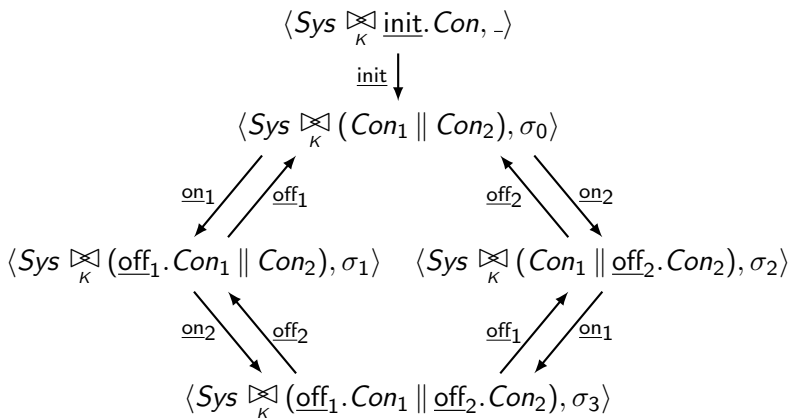 ⟨Sys ⋈_K init.Con, _⟩
init
⟨Sys ⋈_K (Con₁ ∥ Con₂), σ₀⟩
on₁ off₁ off₂ on₂
⟨Sys ⋈_K (off₁.Con₁ ∥ Con₂), σ₁⟩ ⟨Sys ⋈_K (Con₁ ∥ off₂.Con₂), σ₂⟩
on₂ off₂ off₁ on₁
⟨Sys ⋈_K (off₁.Con₁ ∥ off₂.Con₂), σ₃⟩